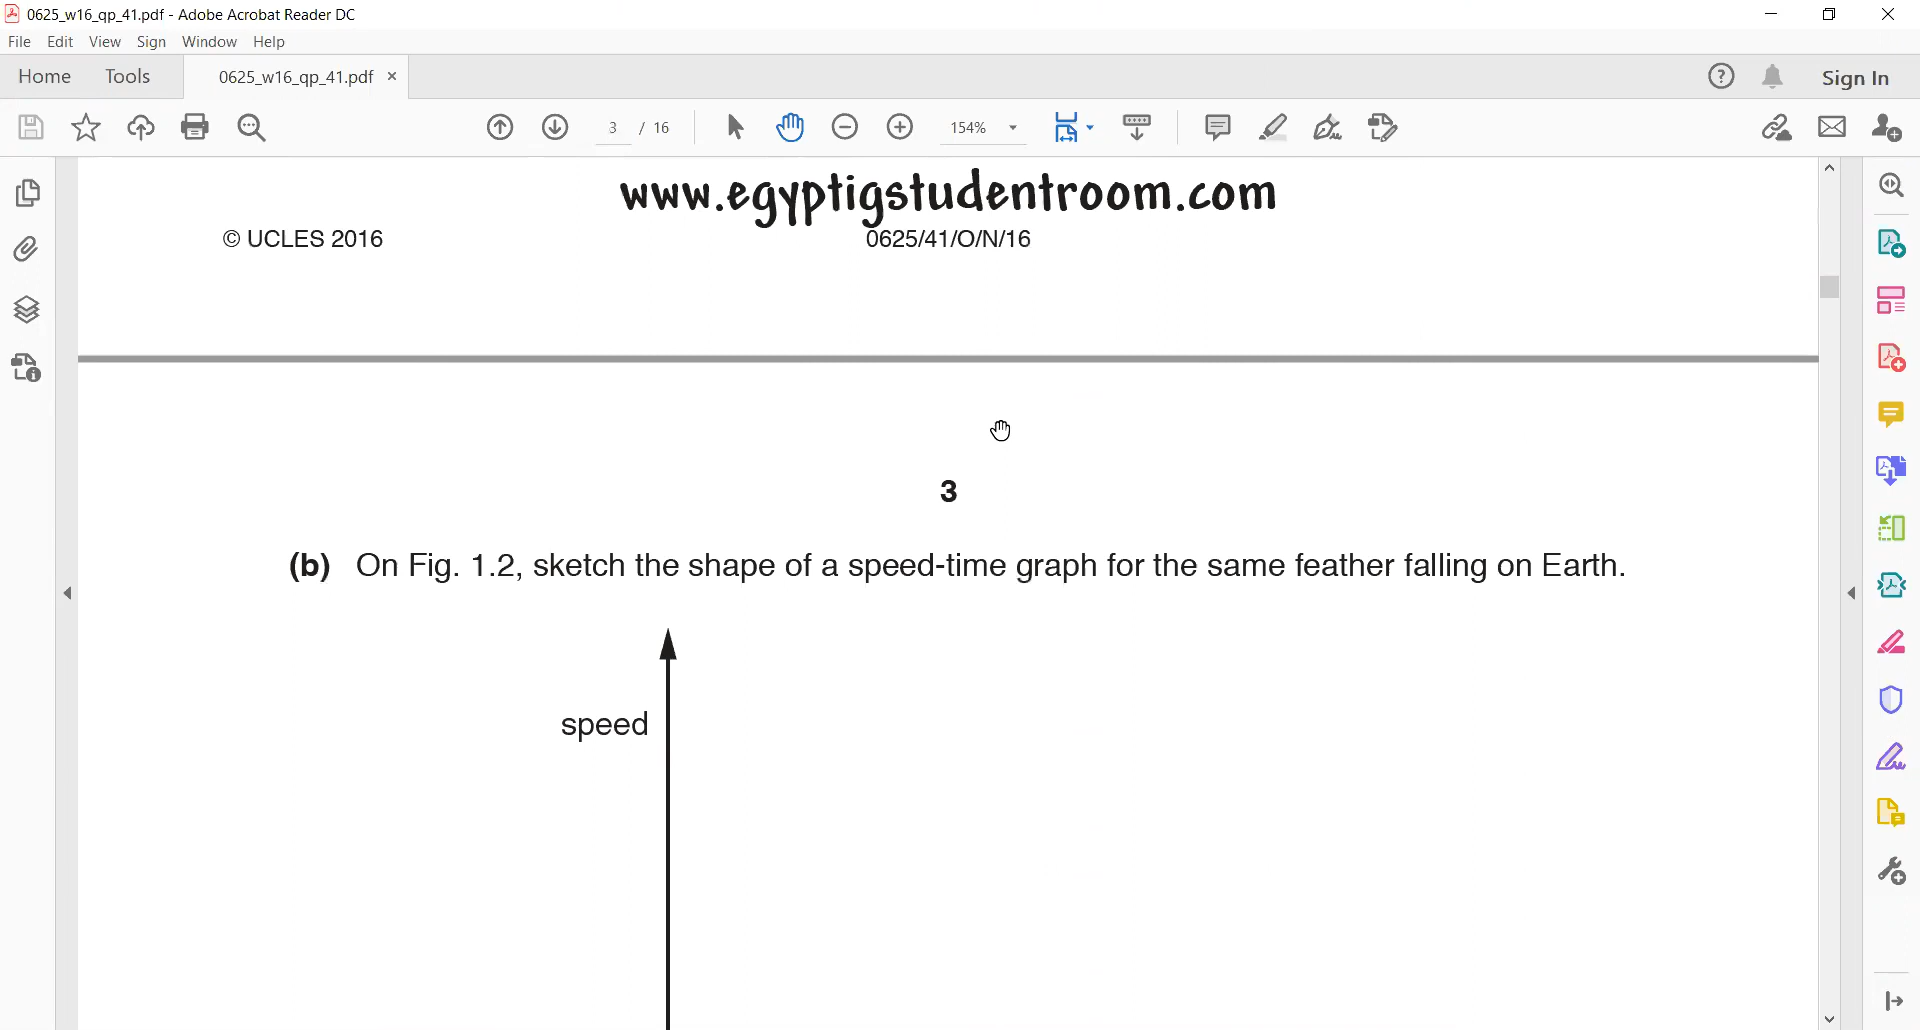 0625_w16_qp_41.pdf - Adobe Acrobat Reader DC
File Edit View Sign Window Help
Home Tools 0625_w16_qp_41.pdf × Sign In
3 / 16 154%
www.egyptigstudentroom.com
© UCLES 2016 0625/41/O/N/16
3
(b) On Fig. 1.2, sketch the shape of a speed-time graph for the same feather falling on Earth.
speed